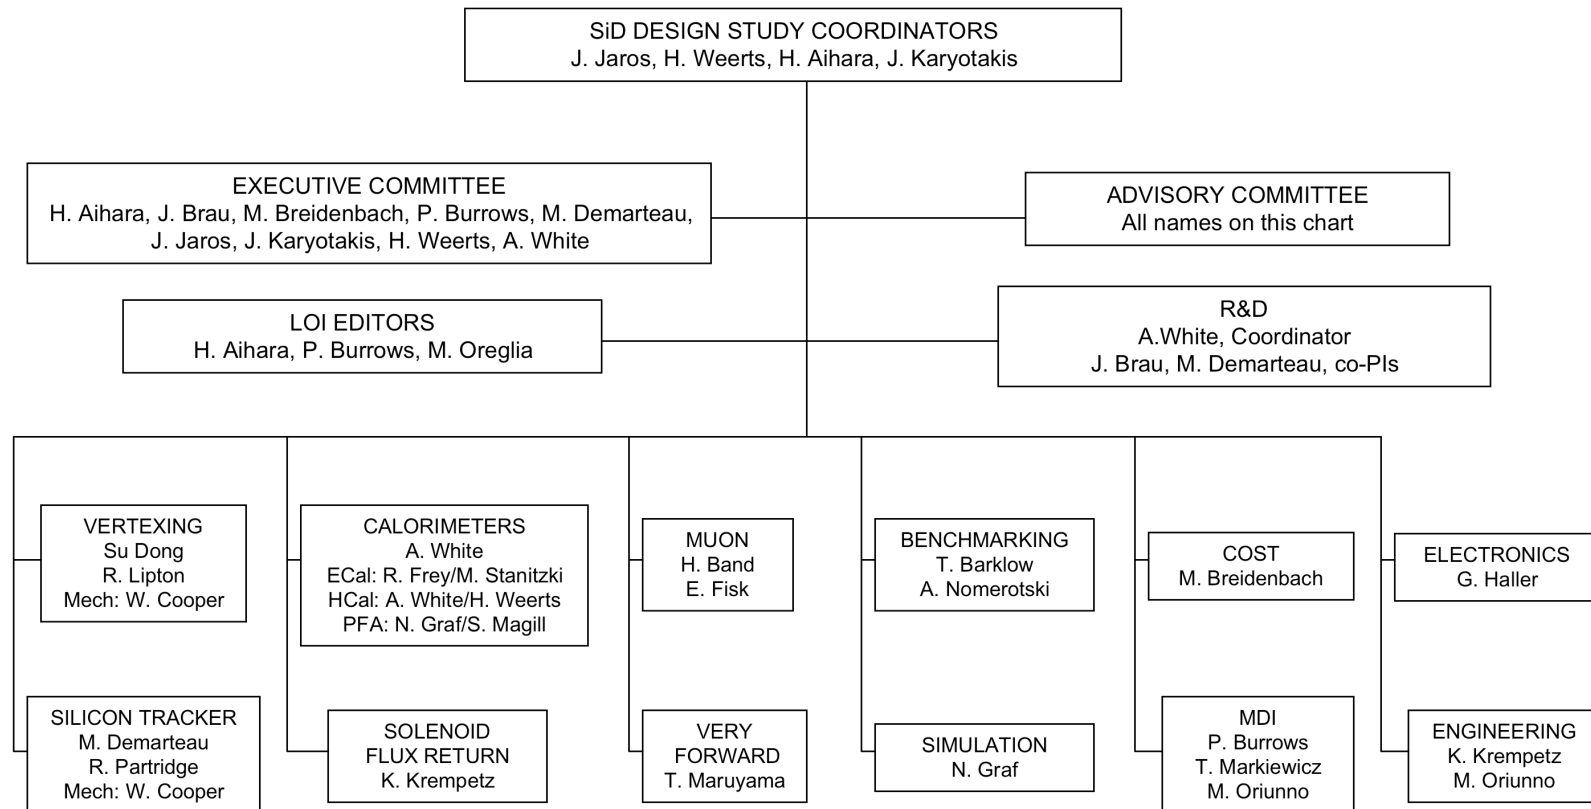 SiD DESIGN STUDY COORDINATORS
J. Jaros, H. Weerts, H. Aihara, J. Karyotakis
EXECUTIVE COMMITTEE
H. Aihara, J. Brau, M. Breidenbach, P. Burrows, M. Demarteau,
J. Jaros, J. Karyotakis, H. Weerts, A. White
ADVISORY COMMITTEE
All names on this chart
LOI EDITORS
H. Aihara, P. Burrows, M. Oreglia
R&D
A.White, Coordinator
J. Brau, M. Demarteau, co-PIs
VERTEXING
Su Dong
R. Lipton
Mech: W. Cooper
CALORIMETERS
A. White
ECal: R. Frey/M. Stanitzki
HCal: A. White/H. Weerts
PFA: N. Graf/S. Magill
MUON
H. Band
E. Fisk
BENCHMARKING
T. Barklow
A. Nomerotski
COST
M. Breidenbach
ELECTRONICS
G. Haller
SILICON TRACKER
M. Demarteau
R. Partridge
Mech: W. Cooper
SOLENOID
FLUX RETURN
K. Krempetz
VERY
FORWARD
T. Maruyama
SIMULATION
N. Graf
MDI
P. Burrows
T. Markiewicz
M. Oriunno
ENGINEERING
K. Krempetz
M. Oriunno